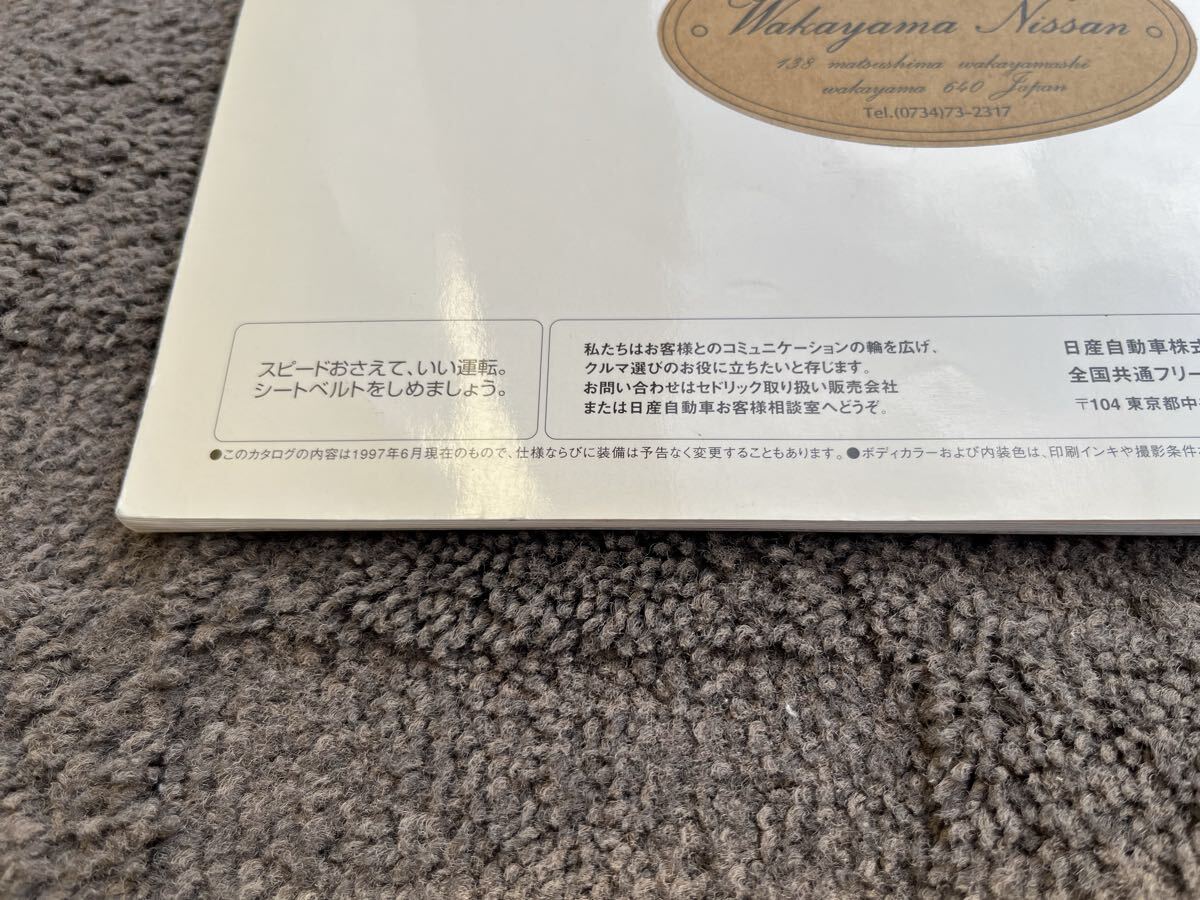 Wakayama Nissan
138 matsushima wakayamashi
wakayama 640 Japan
Tel.(0734)73-2317
スピードおさえて、いい運転。
シートベルトをしめましょう。
私たちはお客様とのコミュニケーションの輪を広げ、
クルマ選びのお役に立ちたいと存じます。
お問い合わせはセドリック取り扱い販売会社
または日産自動車お客様相談室へどうぞ。
日産自動車株式
全国共通フリー
〒104 東京都中
●このカタログの内容は1997年6月現在のもので、仕様ならびに装備は予告なく変更することもあります。●ボディカラーおよび内装色は、印刷インキや撮影条件